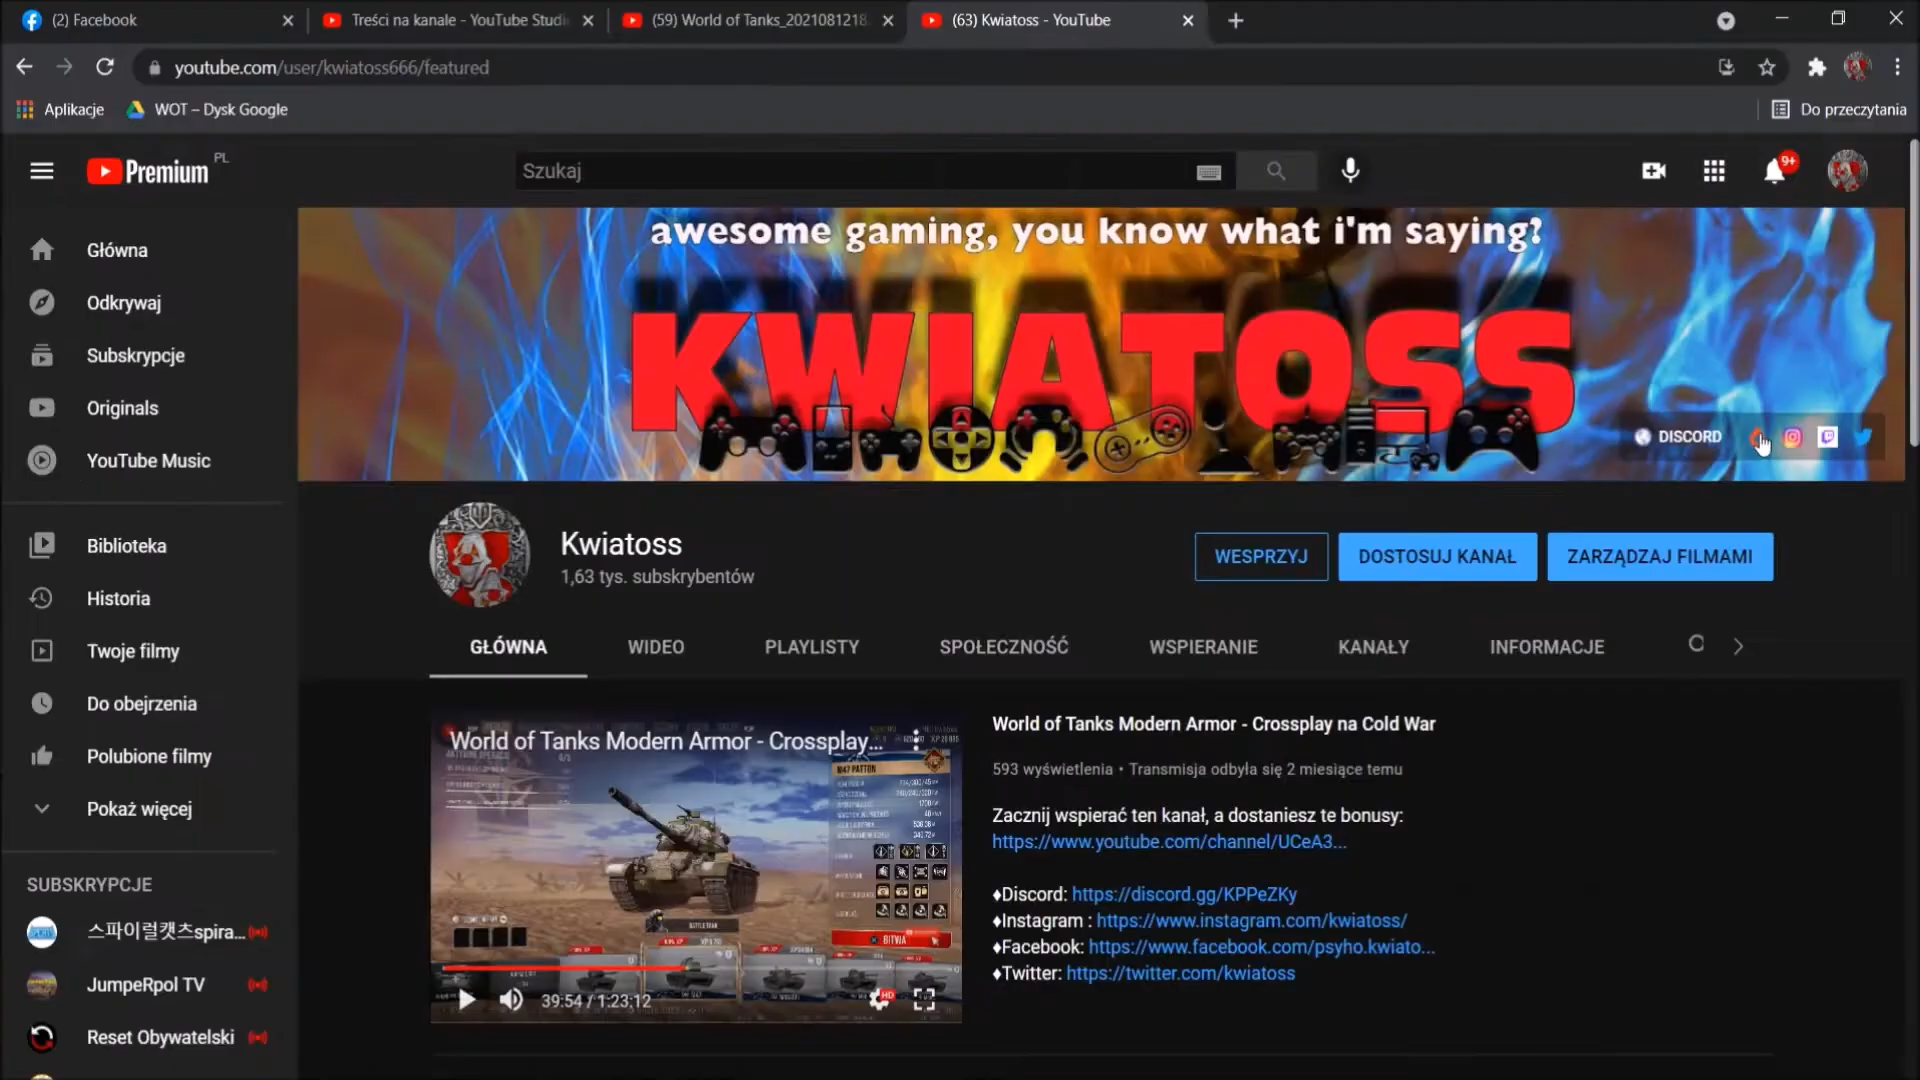 (2) Facebook
Treści na kanale - YouTube Studi
(59) World of Tanks_2021081218
(63) Kwiatoss - YouTube
youtube.com/user/kwiatoss666/featured
Aplikacje
WOT – Dysk Google
Do przeczytania
Premium PL
Szukaj
9+
Główna
Odkrywaj
Subskrypcje
Originals
YouTube Music
Biblioteka
Historia
Twoje filmy
Do obejrzenia
Polubione filmy
Pokaż więcej
SUBSKRYPCJE
스파이럴캣츠spira...
JumpeRpol TV
Reset Obywatelski
awesome gaming, you know what i'm saying?
KWIATOSS
DISCORD
Kwiatoss
1,63 tys. subskrybentów
WESPRZYJ
DOSTOSUJ KANAŁ
ZARZĄDZAJ FILMAMI
GŁÓWNA
WIDEO
PLAYLISTY
SPOŁECZNOŚĆ
WSPIERANIE
KANAŁY
INFORMACJE
World of Tanks Modern Armor - Crossplay...
M47 PATTON
BITWA
39:54 / 1:23:12
HD
World of Tanks Modern Armor - Crossplay na Cold War
593 wyświetlenia • Transmisja odbyła się 2 miesiące temu
Zacznij wspierać ten kanał, a dostaniesz te bonusy:
https://www.youtube.com/channel/UCeA3...
♦Discord: https://discord.gg/KPPeZKy
♦Instagram : https://www.instagram.com/kwiatoss/
♦Facebook: https://www.facebook.com/psyho.kwiato...
♦Twitter: https://twitter.com/kwiatoss